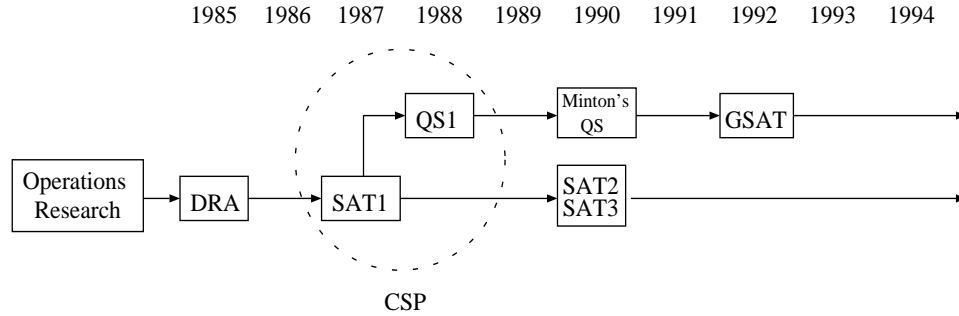 1985 1986 1987 1988 1989 1990 1991 1992 1993 1994
QS1
Minton's
QS
GSAT
Operations
Research
DRA
SAT1
SAT2
SAT3
CSP